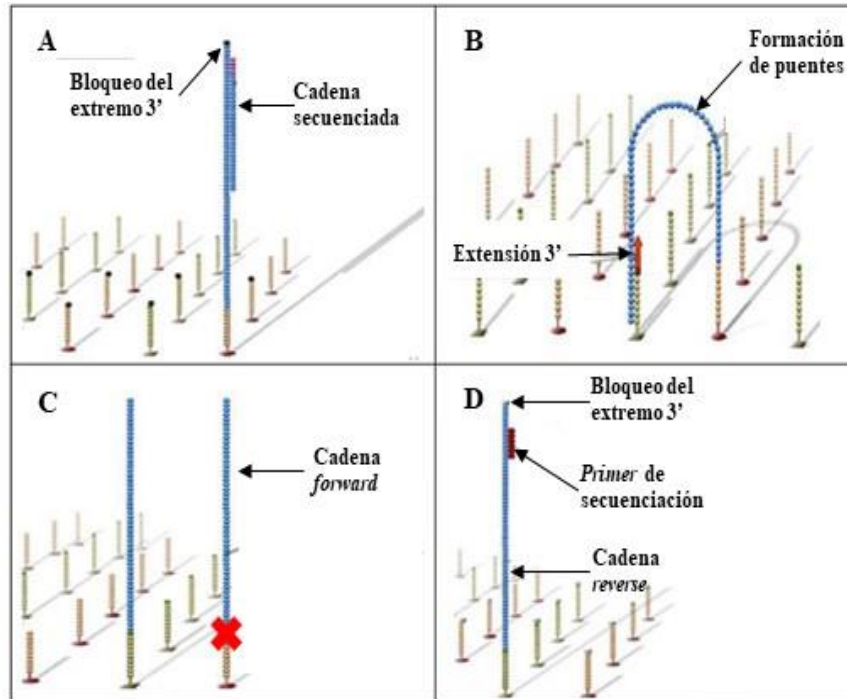 A
Bloqueo del
extremo 3’
Cadena
secuenciada
B
Formación
de puentes
Extensión 3’
C
Cadena
forward
D
Bloqueo del
extremo 3’
Primer de
secuenciación
Cadena
reverse